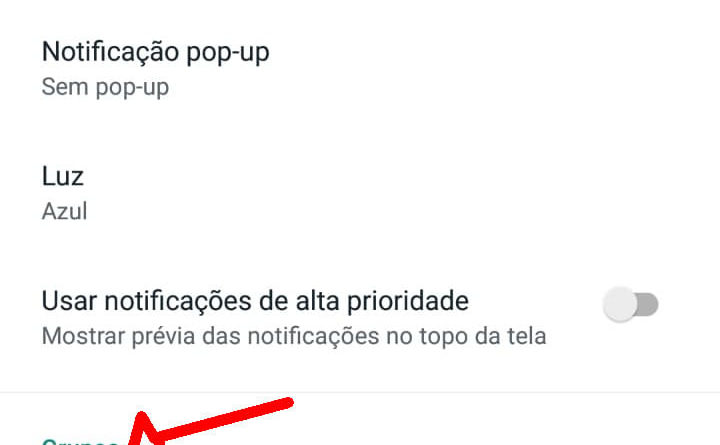 Notificação pop-up
Sem pop-up
Luz
Azul
Usar notificações de alta prioridade
Mostrar prévia das notificações no topo da tela